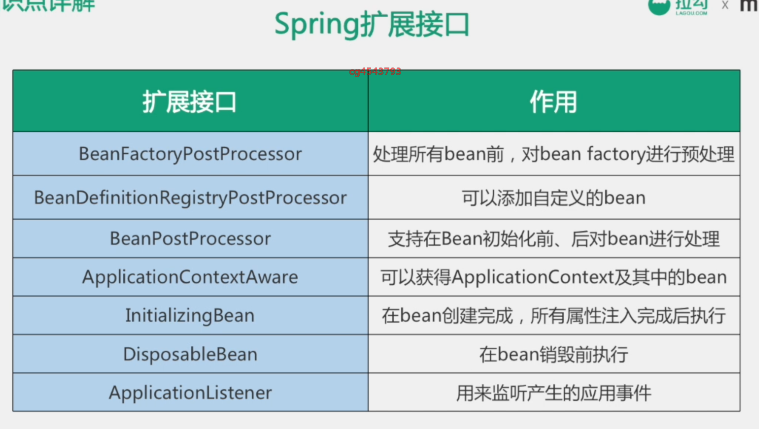 识点详解
拉勾 x m
LAGOU.COM
Spring扩展接口
cg4543793
扩展接口 作用
BeanFactoryPostProcessor 处理所有bean前，对bean factory进行预处理
BeanDefinitionRegistryPostProcessor 可以添加自定义的bean
BeanPostProcessor 支持在Bean初始化前、后对bean进行处理
ApplicationContextAware 可以获得ApplicationContext及其中的bean
InitializingBean 在bean创建完成，所有属性注入完成后执行
DisposableBean 在bean销毁前执行
ApplicationListener 用来监听产生的应用事件